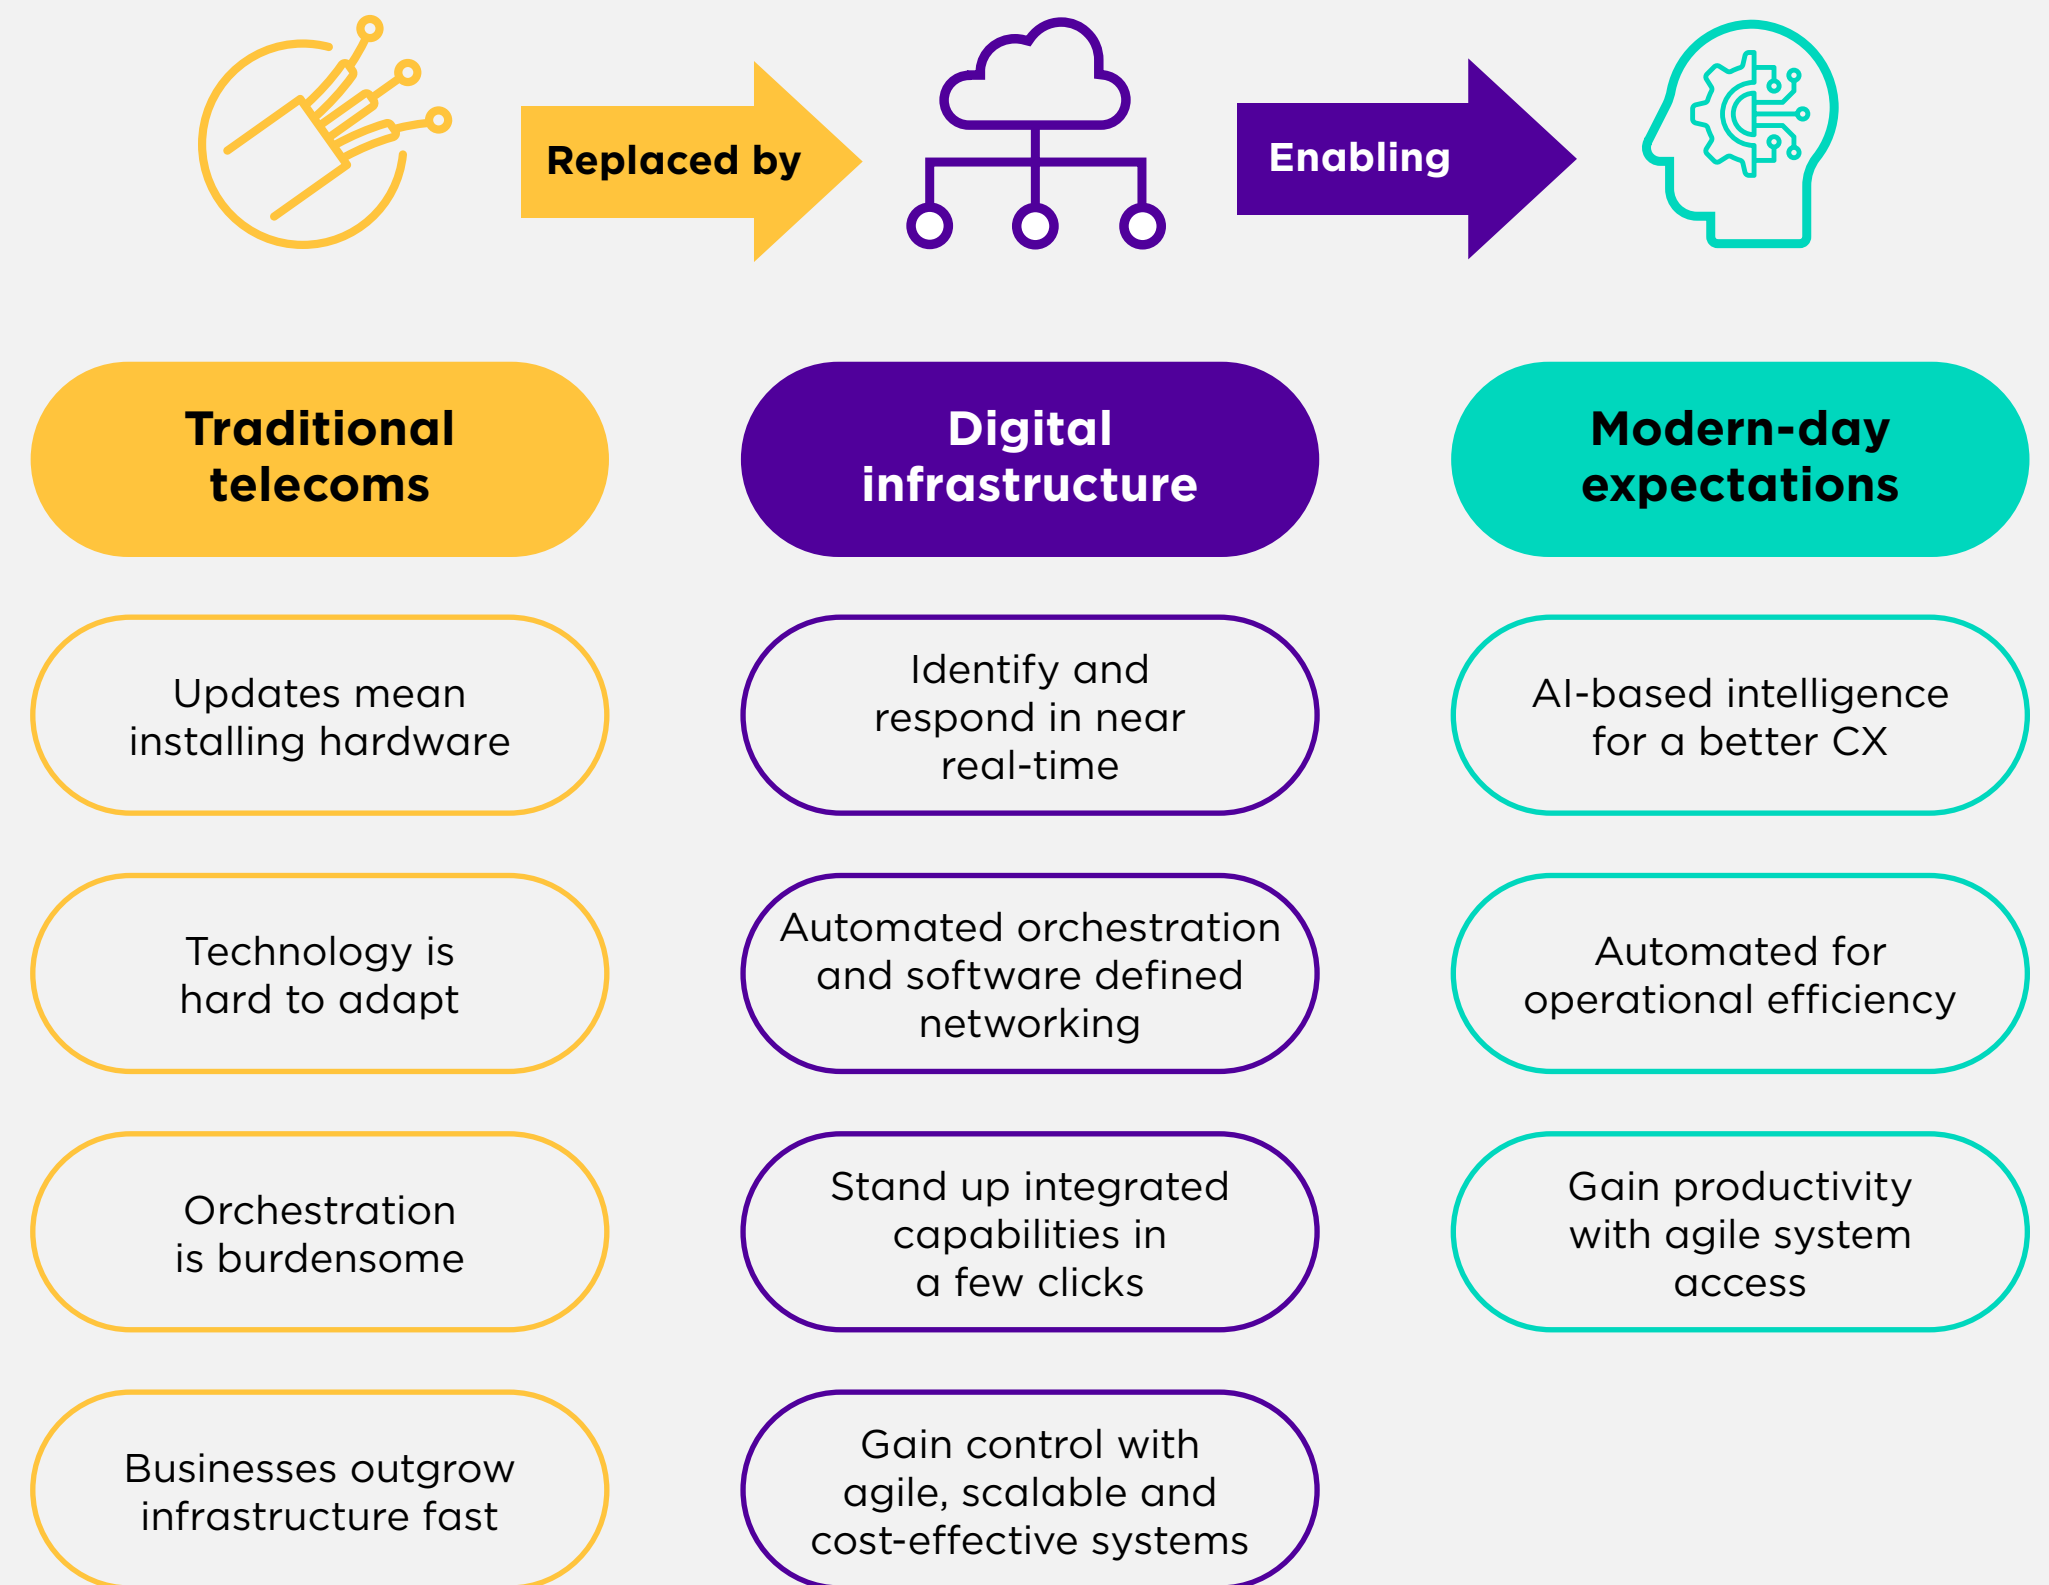 Replaced by
Enabling
Traditional
telecoms
Updates mean
installing hardware
Technology is
hard to adapt
Orchestration
is burdensome
Businesses outgrow
infrastructure fast
Digital
infrastructure
Identify and
respond in near
real-time
Automated orchestration
and software defined
networking
Stand up integrated
capabilities in
a few clicks
Gain control with
agile, scalable and
cost-effective systems
Modern-day
expectations
AI-based intelligence
for a better CX
Automated for
operational efficiency
Gain productivity
with agile system
access